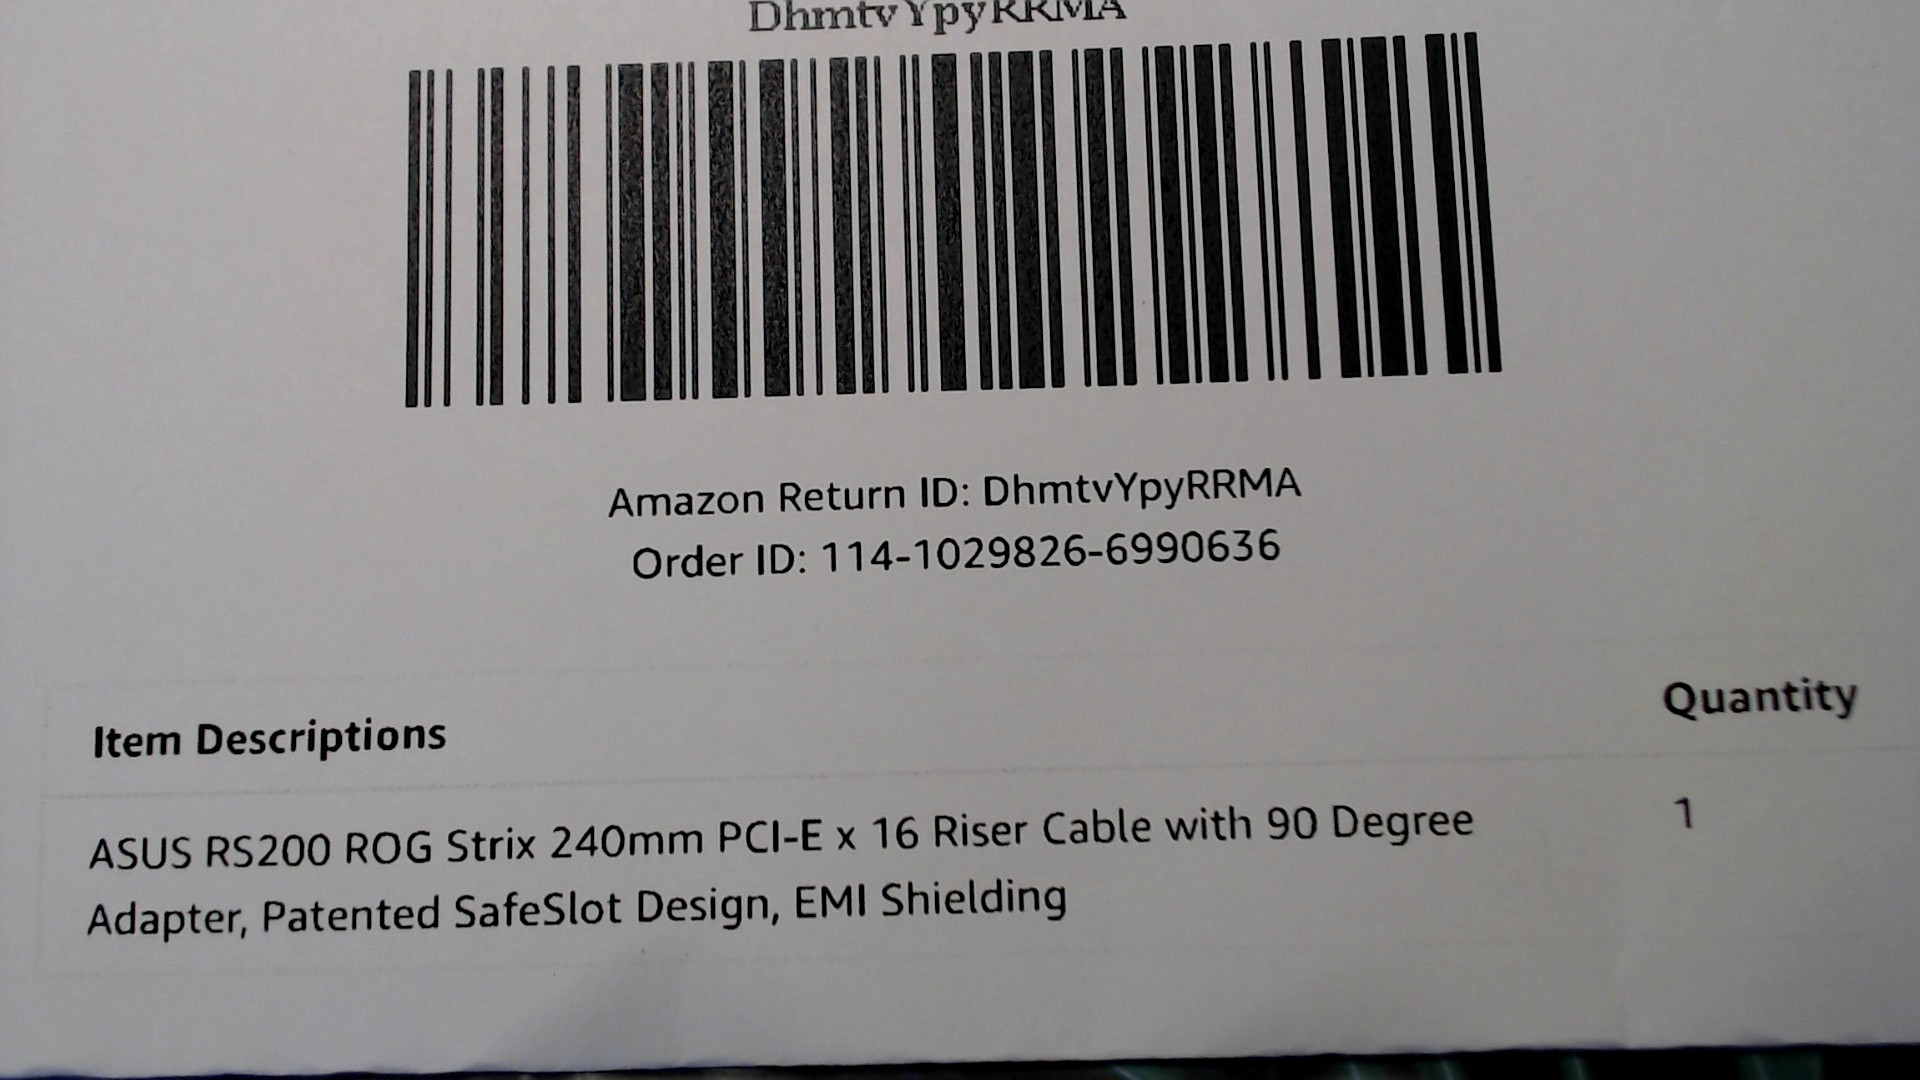 DhmtvYpyRRMA
Amazon Return ID: DhmtvYpyRRMA
Order ID: 114-1029826-6990636
Item Descriptions Quantity
ASUS RS200 ROG Strix 240mm PCI-E x 16 Riser Cable with 90 Degree 1
Adapter, Patented SafeSlot Design, EMI Shielding